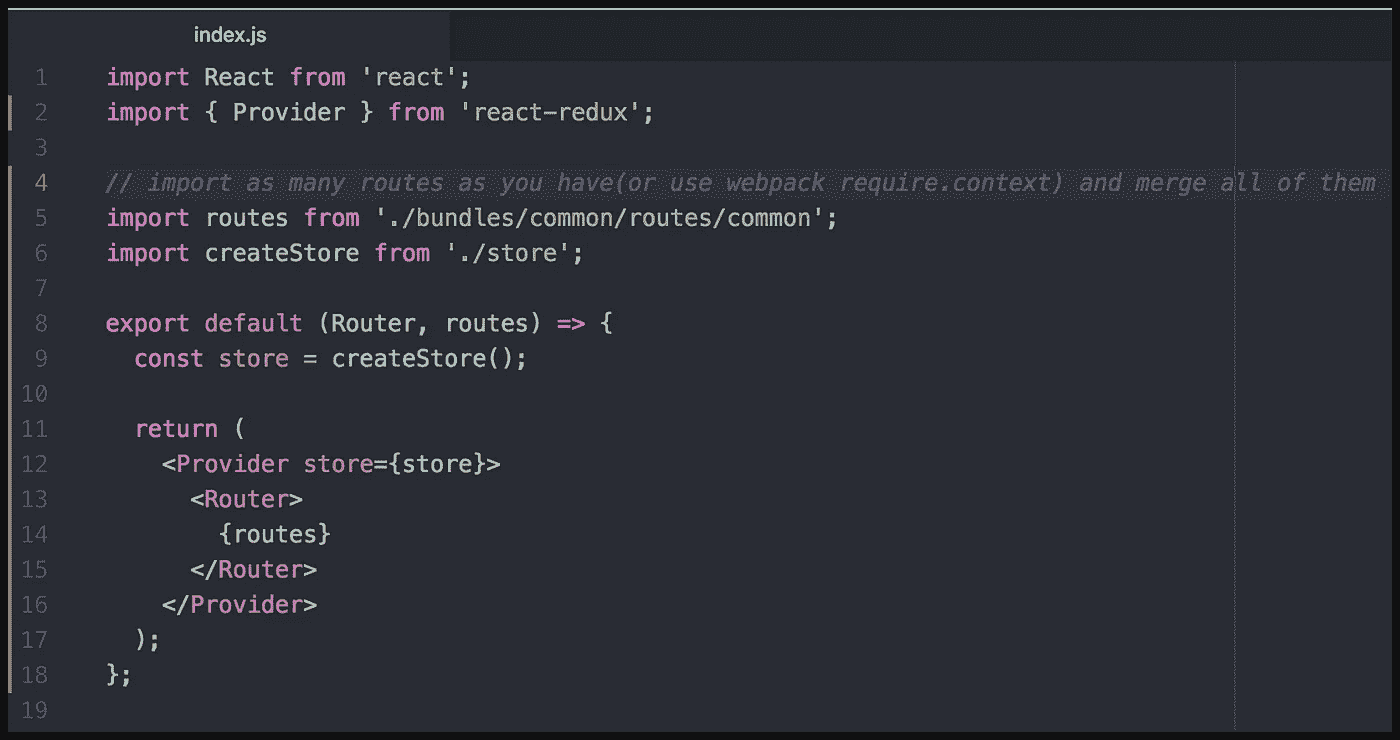 index.js
1 import React from 'react';
2 import { Provider } from 'react-redux';
3
4 // import as many routes as you have(or use webpack require.context) and merge all of them
5 import routes from './bundles/common/routes/common';
6 import createStore from './store';
7
8 export default (Router, routes) => {
9   const store = createStore();
10
11   return (
12     <Provider store={store}>
13       <Router>
14         {routes}
15       </Router>
16     </Provider>
17   );
18 };
19